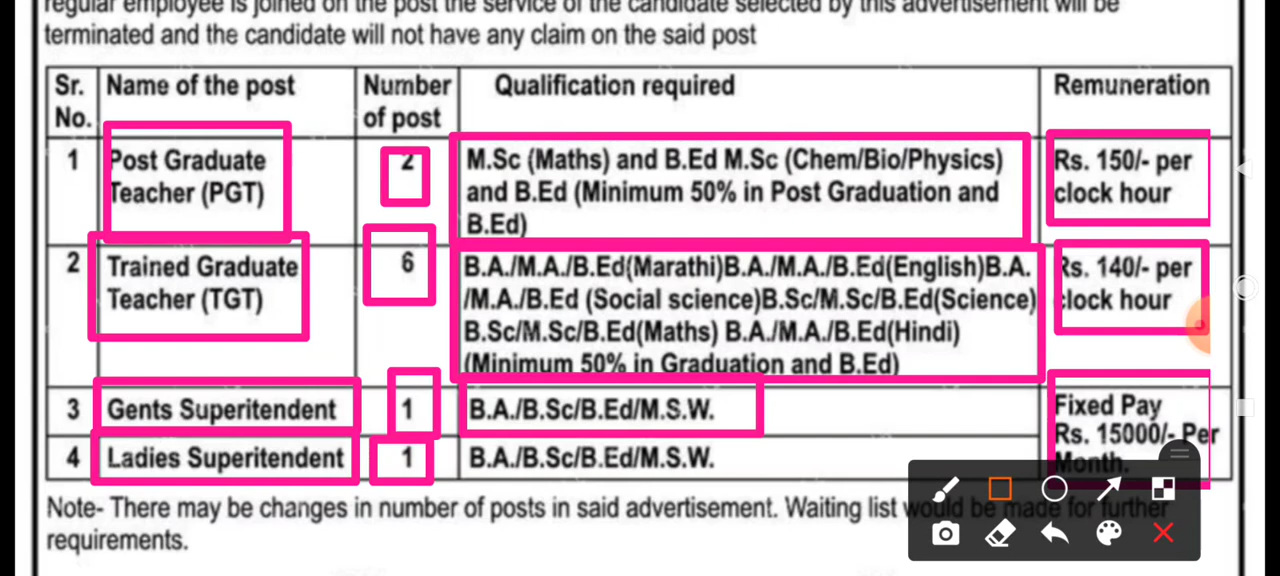 regular employee is joined on the post the service of the candidate selected by this advertisement will be
terminated and the candidate will not have any claim on the said post
Sr. No. Name of the post Number of post Qualification required Remuneration
1 Post Graduate Teacher (PGT) 2 M.Sc (Maths) and B.Ed M.Sc (Chem/Bio/Physics)
and B.Ed (Minimum 50% in Post Graduation and
B.Ed) Rs. 150/- per clock hour
2 Trained Graduate Teacher (TGT) 6 B.A./M.A./B.Ed(Marathi)B.A./M.A./B.Ed(English)B.A.
/M.A./B.Ed (Social science)B.Sc/M.Sc/B.Ed(Science)
B.Sc/M.Sc/B.Ed(Maths) B.A./M.A./B.Ed(Hindi)
(Minimum 50% in Graduation and B.Ed) Rs. 140/- per clock hour
3 Gents Superitendent 1 B.A./B.Sc/B.Ed/M.S.W. Fixed Pay
Rs. 15000/- Per
Month.
4 Ladies Superitendent 1 B.A./B.Sc/B.Ed/M.S.W.
Note- There may be changes in number of posts in said advertisement. Waiting list would be made for further
requirements.